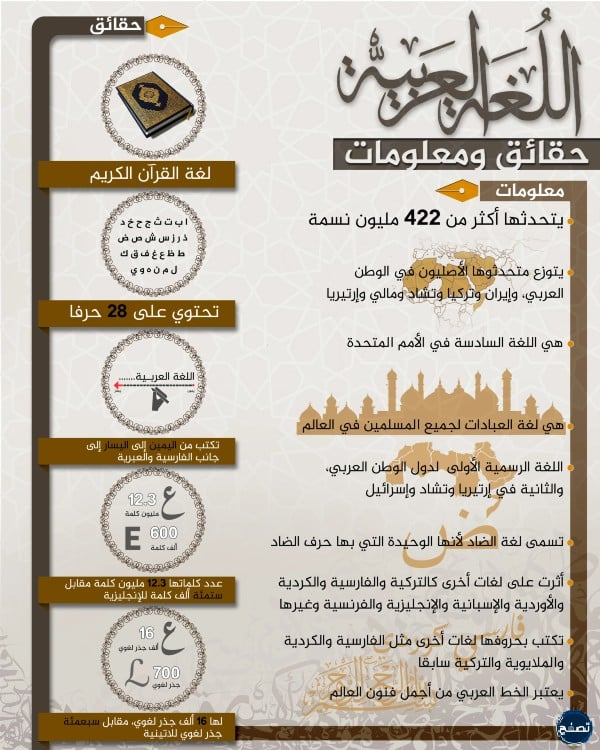 اللغة العربية
حقائق ومعلومات
معلومات
يتحدثها أكثر من 422 مليون نسمة
يتوزع متحدثوها الأصليون في الوطن
العربي، وإيران وتركيا وتشاد ومالي وإرتيريا
هي اللغة السادسة في الأمم المتحدة
هي لغة العبادات لجميع المسلمين في العالم
اللغة الرسمية الأولى لدول الوطن العربي،
والثانية في إرتيريا وتشاد وإسرائيل
ض
تسمى لغة الضاد لأنها الوحيدة التي بها حرف الضاد
أثرت على لغات أخرى كالتركية والفارسية والكردية
والأوردية والإسبانية والإنجليزية والفرنسية وغيرها
تكتب بحروفها لغات أخرى مثل الفارسية والكردية
والملايوية والتركية سابقا
يعتبر الخط العربي من أجمل فنون العالم
تصفح
حقائق
لغة القرآن الكريم
ا ب ت ث ج ح خ د
ذ ر ز س ش ص ض
ط ظ ع غ ف ق ك
ل م ن ه و ي
تحتوي على 28 حرفا
اللغة العربـية.......
تكتب من اليمين إلى اليسار إلى
جانب الفارسية والعبرية
ع 12.3
مليون كلمة
E 600
ألف كلمة
عدد كلماتها 12.3 مليون كلمة مقابل
ستمئة ألف كلمة للإنجليزية
ع 16
ألف جذر لغوي
L 700
جذر لغوي
لها 16 ألف جذر لغوي، مقابل سبعمئة
جذر لغوي للاتينية